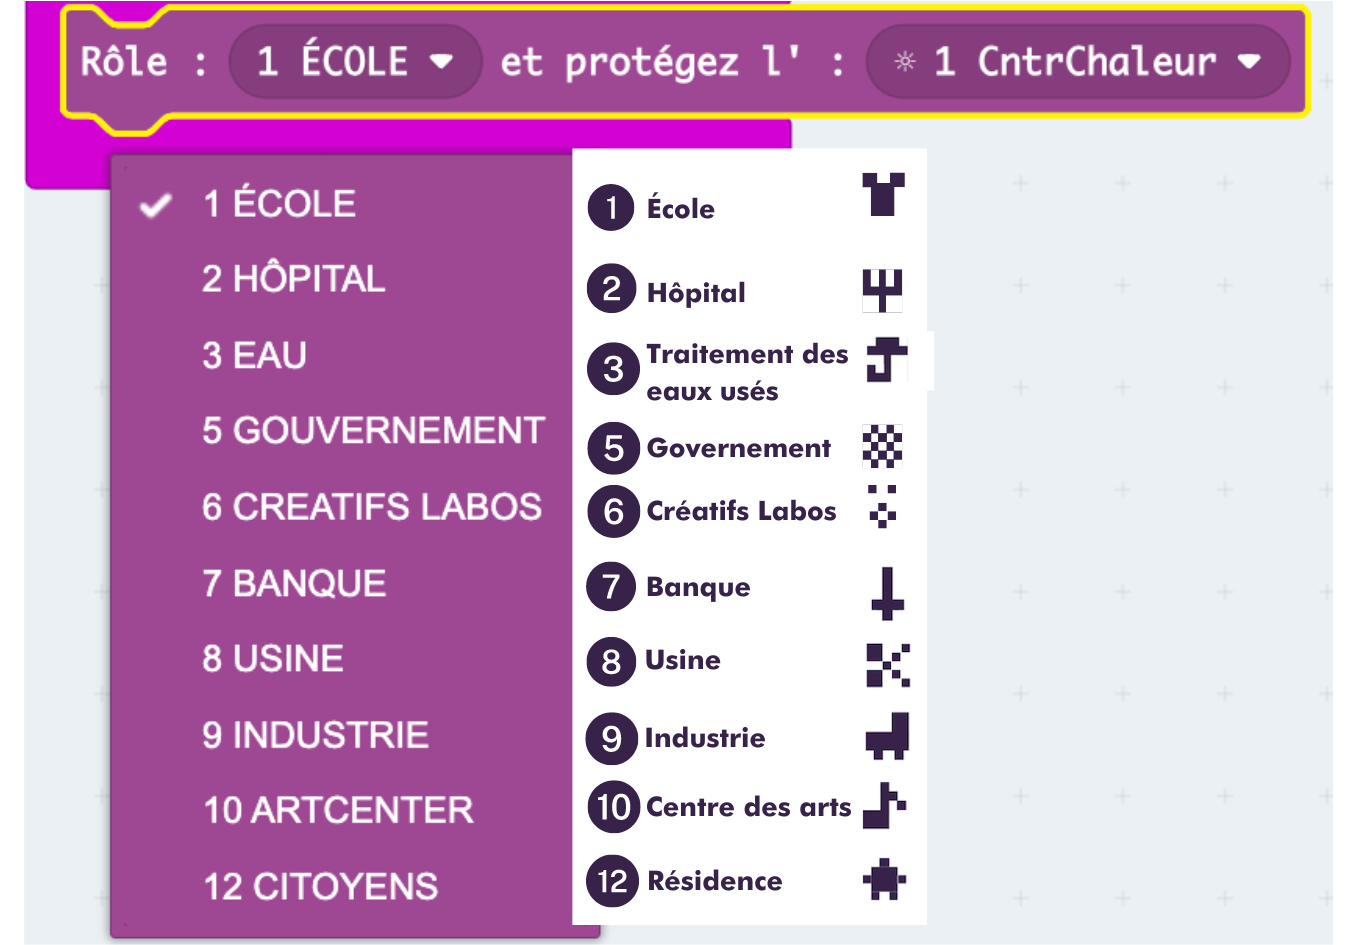 Rôle : 1 ÉCOLE et protégez l' : 1 CntrChaleur
1 ÉCOLE
2 HÔPITAL
3 EAU
5 GOUVERNEMENT
6 CREATIFS LABOS
7 BANQUE
8 USINE
9 INDUSTRIE
10 ARTCENTER
12 CITOYENS
1 École
2 Hôpital
3 Traitement des
eaux usés
5 Governement
6 Créatifs Labos
7 Banque
8 Usine
9 Industrie
10 Centre des arts
12 Résidence